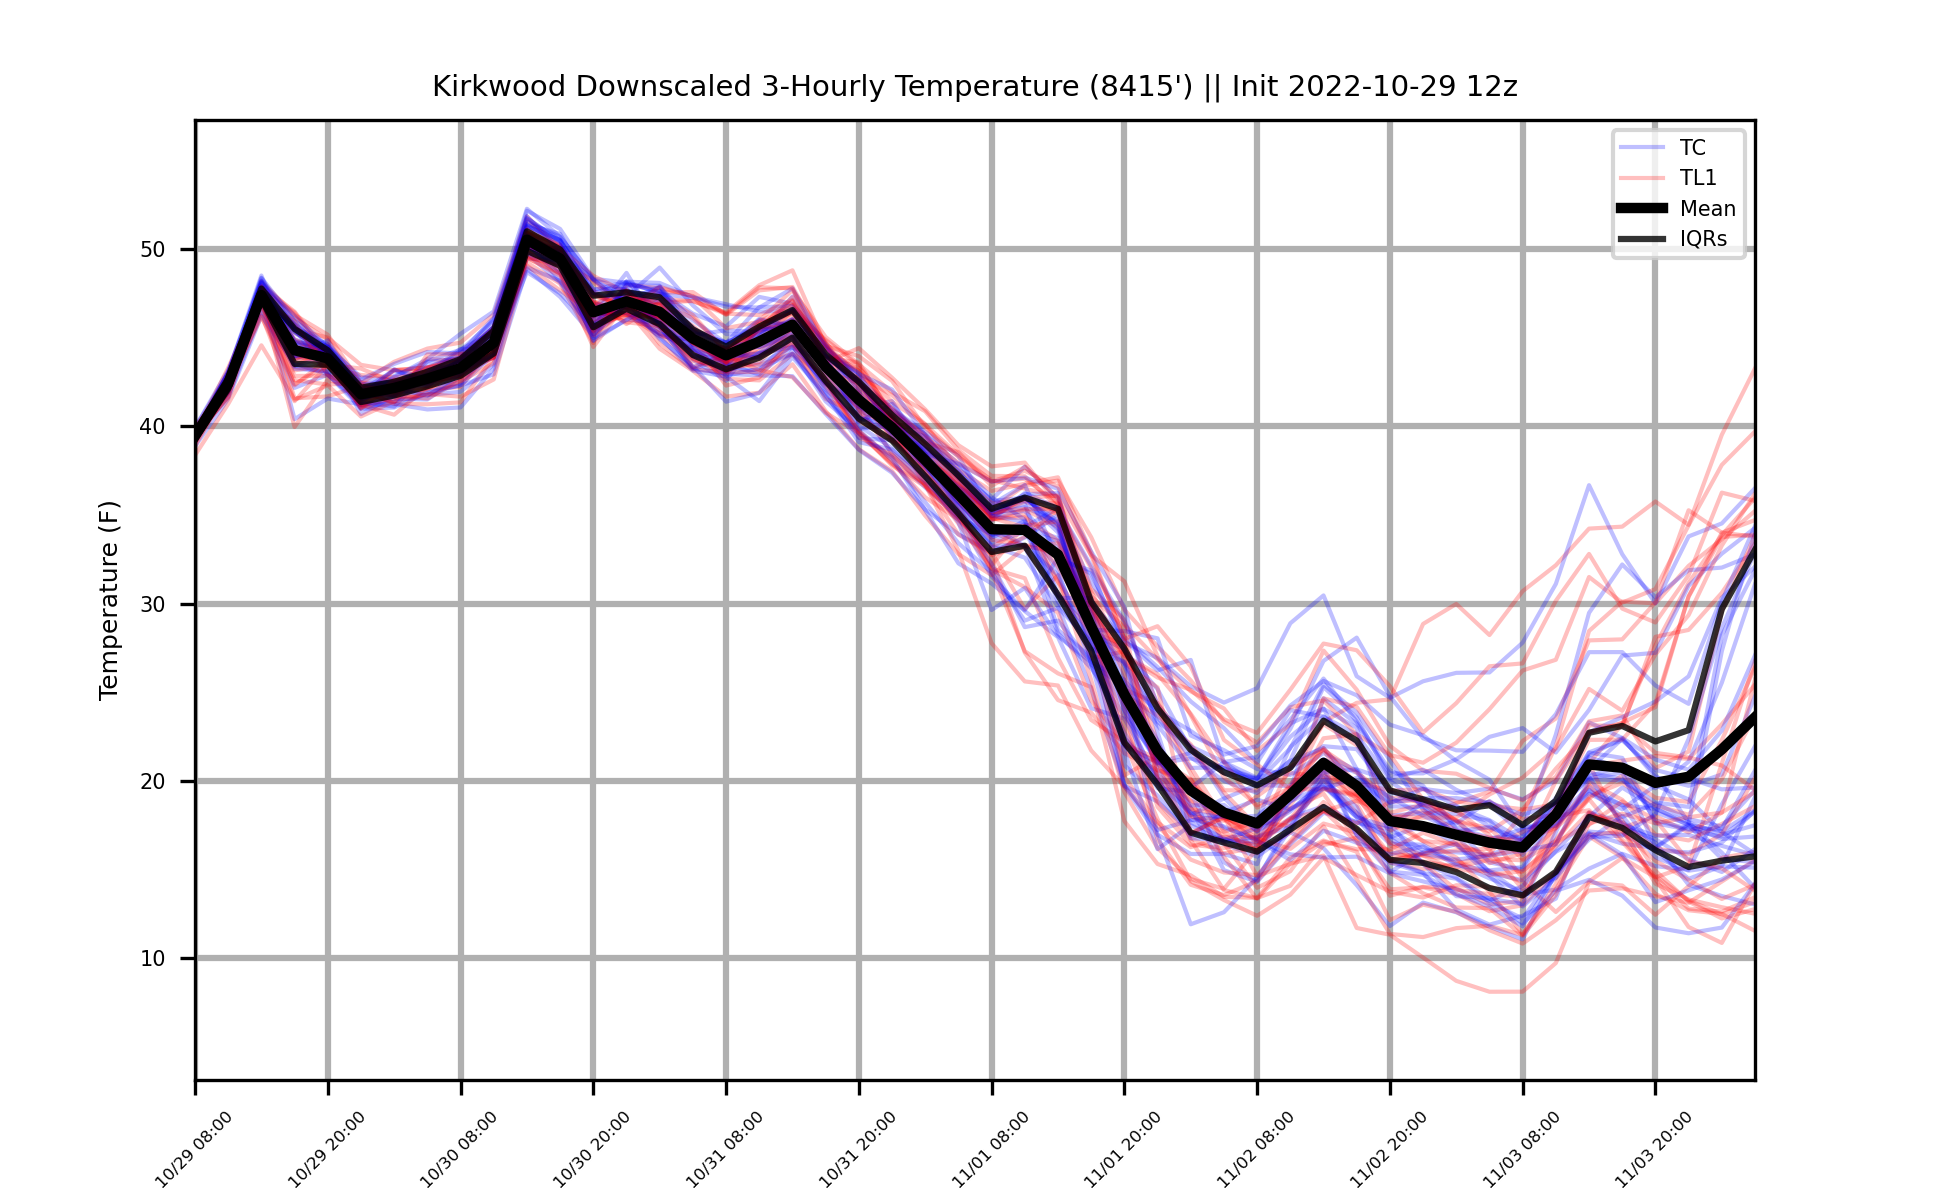 Kirkwood Downscaled 3-Hourly Temperature (8415') || Init 2022-10-29 12z
TC
TL1
Mean
IQRs
Temperature (F)
50
40
30
20
10
10/29 08:00
10/29 20:00
10/30 08:00
10/30 20:00
10/31 08:00
10/31 20:00
11/01 08:00
11/01 20:00
11/02 08:00
11/02 20:00
11/03 08:00
11/03 20:00